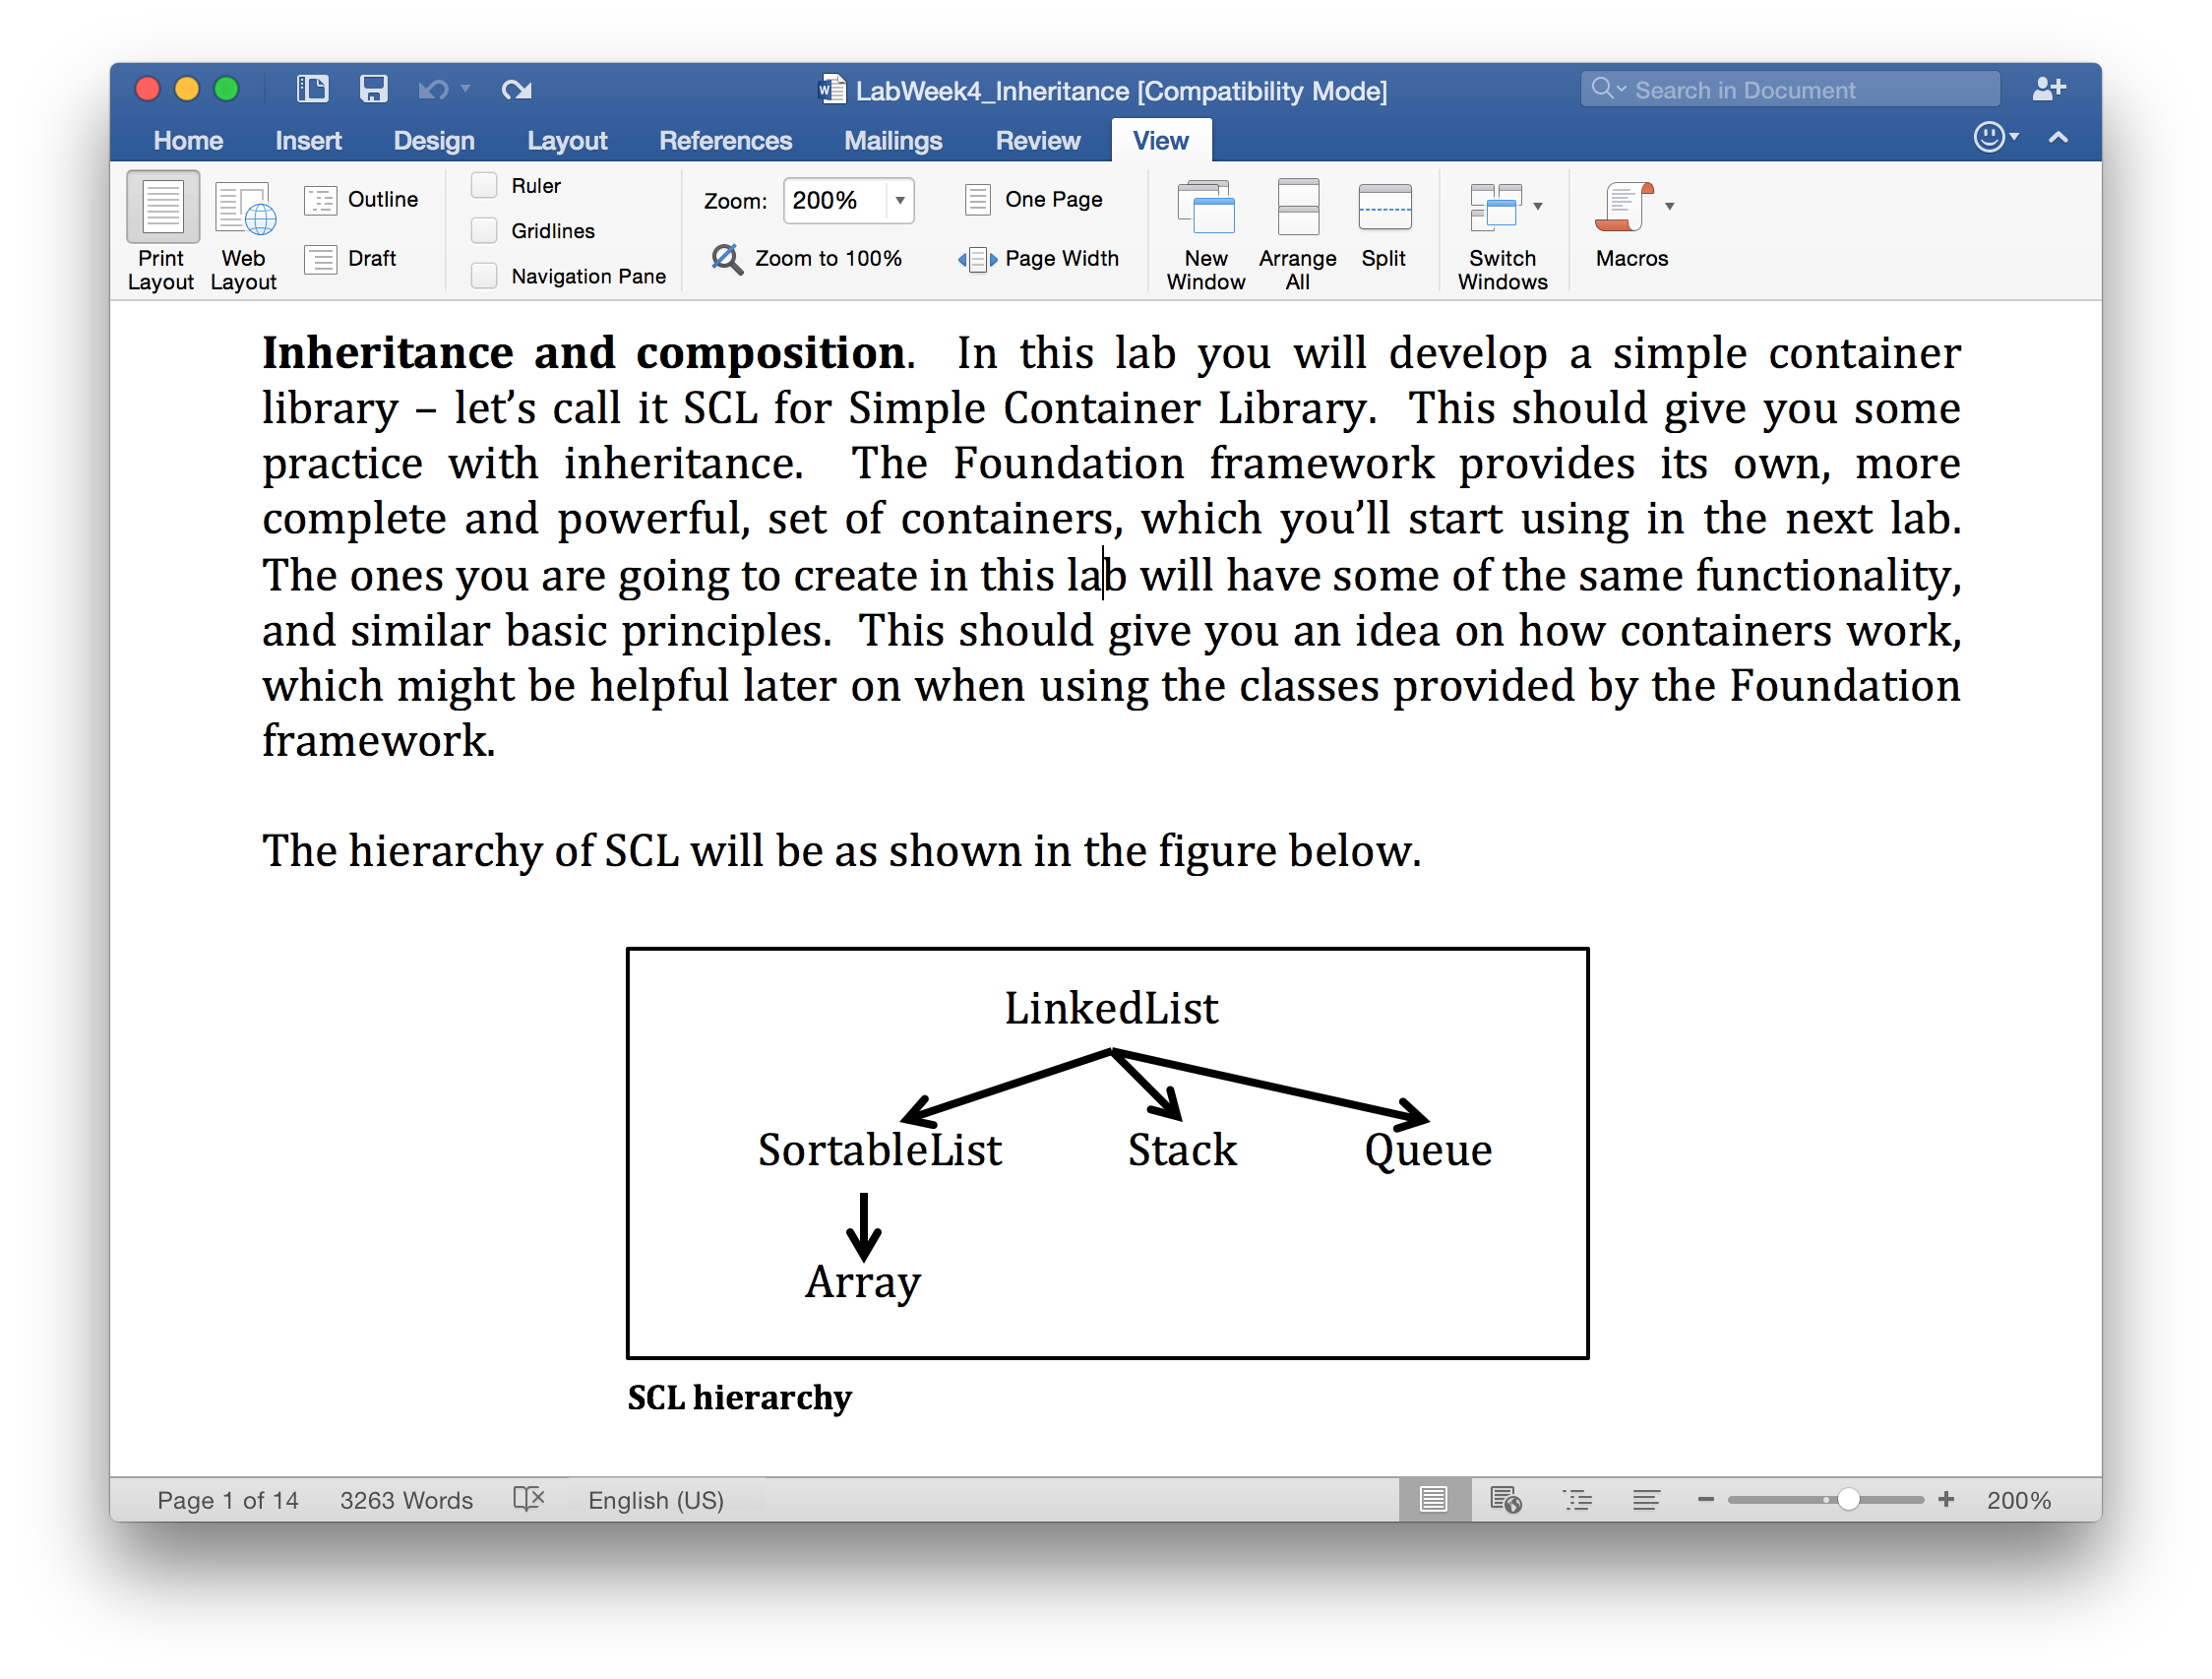 LabWeek4_Inheritance [Compatibility Mode]
Search in Document
Home Insert Design Layout References Mailings Review View
Print Layout
Web Layout
Outline
Draft
Ruler
Gridlines
Navigation Pane
Zoom: 200%
Zoom to 100%
One Page
Page Width
New Window
Arrange All
Split
Switch Windows
Macros
Inheritance and composition. In this lab you will develop a simple container
library – let’s call it SCL for Simple Container Library. This should give you some
practice with inheritance. The Foundation framework provides its own, more
complete and powerful, set of containers, which you’ll start using in the next lab.
The ones you are going to create in this lab will have some of the same functionality,
and similar basic principles. This should give you an idea on how containers work,
which might be helpful later on when using the classes provided by the Foundation
framework.
The hierarchy of SCL will be as shown in the figure below.
LinkedList
SortableList Stack Queue
Array
SCL hierarchy
Page 1 of 14 3263 Words English (US) 200%